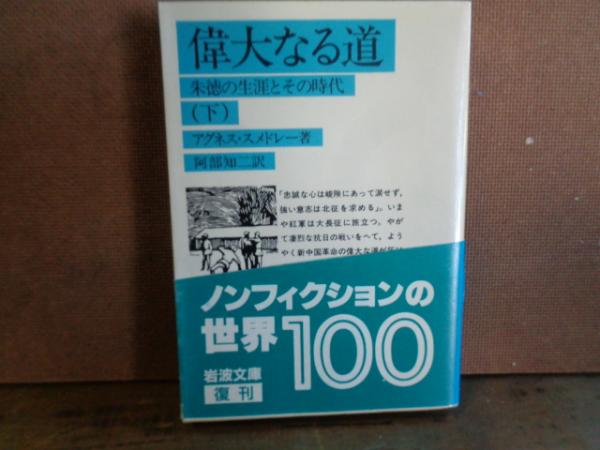 偉大なる道
朱徳の生涯とその時代
(下)
アグネス・スメドレー著
阿部知二訳
「忠誠な心は峻険にあって泯せず,
強い意志は北征を求める」。いま
や紅軍は大長征に旅立つ。やが
て凄烈な抗日の戦いをへて,よう
やく新中国革命の偉大な道が
ノンフィクションの
世界100
岩波文庫
復刊